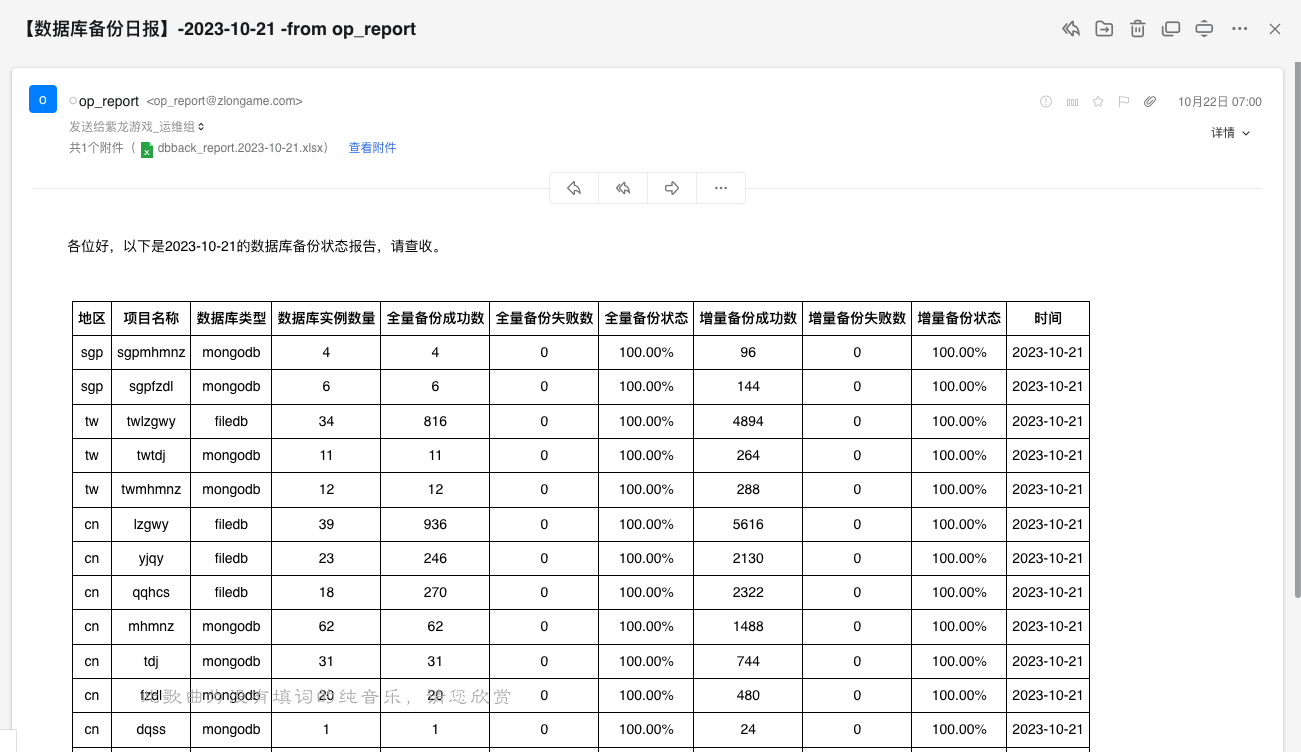 【数据库备份日报】-2023-10-21 -from op_report
O op_report <op_report@zlongame.com> 10月22日 07:00
发送给紫龙游戏_运维组
详情
共1个附件（ dbback_report.2023-10-21.xlsx） 查看附件
各位好，以下是2023-10-21的数据库备份状态报告，请查收。
地区 项目名称 数据库类型 数据库实例数量 全量备份成功数 全量备份失败数 全量备份状态 增量备份成功数 增量备份失败数 增量备份状态 时间
sgp sgpmhmnz mongodb 4 4 0 100.00% 96 0 100.00% 2023-10-21
sgp sgpfzdl mongodb 6 6 0 100.00% 144 0 100.00% 2023-10-21
tw twlzgwy filedb 34 816 0 100.00% 4894 0 100.00% 2023-10-21
tw twtdj mongodb 11 11 0 100.00% 264 0 100.00% 2023-10-21
tw twmhmnz mongodb 12 12 0 100.00% 288 0 100.00% 2023-10-21
cn lzgwy filedb 39 936 0 100.00% 5616 0 100.00% 2023-10-21
cn yjqy filedb 23 246 0 100.00% 2130 0 100.00% 2023-10-21
cn qqhcs filedb 18 270 0 100.00% 2322 0 100.00% 2023-10-21
cn mhmnz mongodb 62 62 0 100.00% 1488 0 100.00% 2023-10-21
cn tdj mongodb 31 31 0 100.00% 744 0 100.00% 2023-10-21
cn fzdl mongodb 20 20 0 100.00% 480 0 100.00% 2023-10-21
此歌曲为没有填词的纯音乐，请您欣赏
cn dqss mongodb 1 1 0 100.00% 24 0 100.00% 2023-10-21